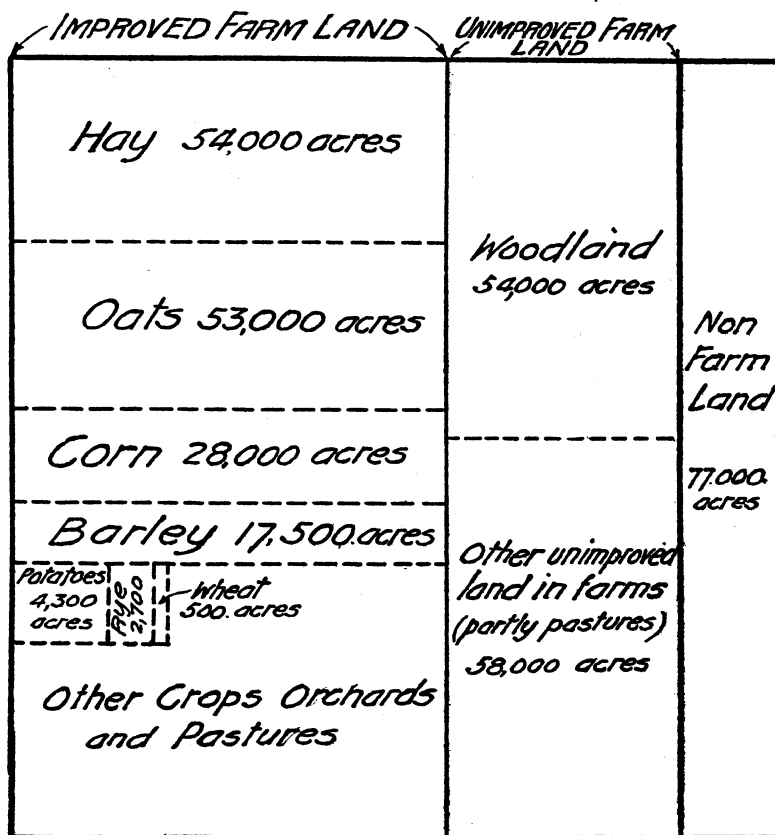 IMPROVED FARM LAND
UNIMPROVED FARM
LAND
Hay 54,000 acres
Oats 53,000 acres
Corn 28,000 acres
Barley 17,500.acres
Potatoes
4,300
acres
Rye
2,700
Wheat
500. acres
Other Crops Orchards
and Pastures
Woodland
54,000 acres
Other unimproved
land in farms
(partly pastures)
58,000 acres
Non
Farm
Land
77.000.
acres